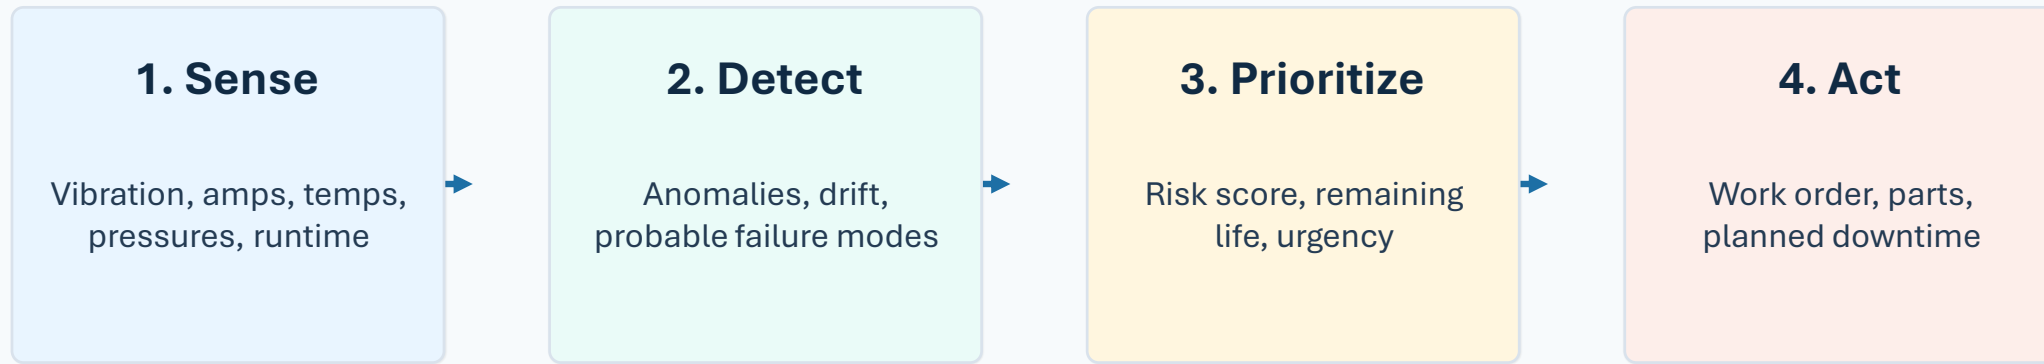 1. Sense
Vibration, amps, temps,
pressures, runtime
2. Detect
Anomalies, drift,
probable failure modes
3. Prioritize
Risk score, remaining
life, urgency
4. Act
Work order, parts,
planned downtime